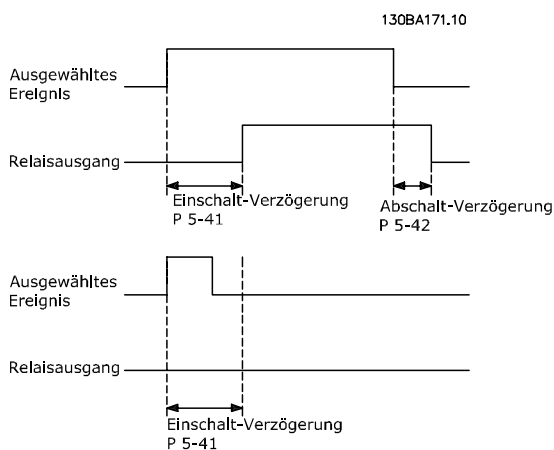 130BA171.10
Ausgewähltes
Ereignis
Relaisausgang
Einschalt-Verzögerung
P 5-41
Abschalt-Verzögerung
P 5-42
Ausgewähltes
Ereignis
Relaisausgang
Einschalt-Verzögerung
P 5-41